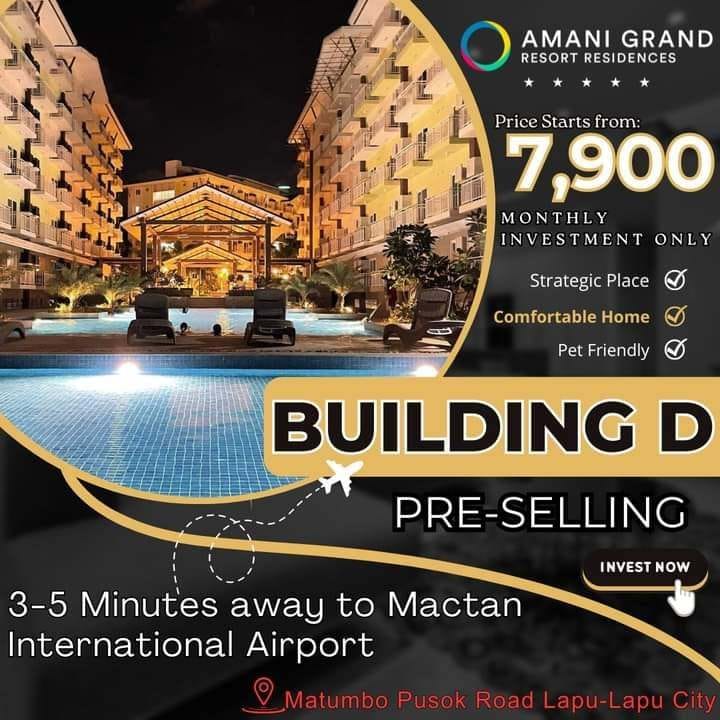 AMANI GRAND
RESORT RESIDENCES
Price Starts from:
7,900
MONTHLY
INVESTMENT ONLY
Strategic Place
Comfortable Home
Pet Friendly
BUILDING D
PRE-SELLING
INVEST NOW
3-5 Minutes away to Mactan
International Airport
Matumbo Pusok Road Lapu-Lapu City